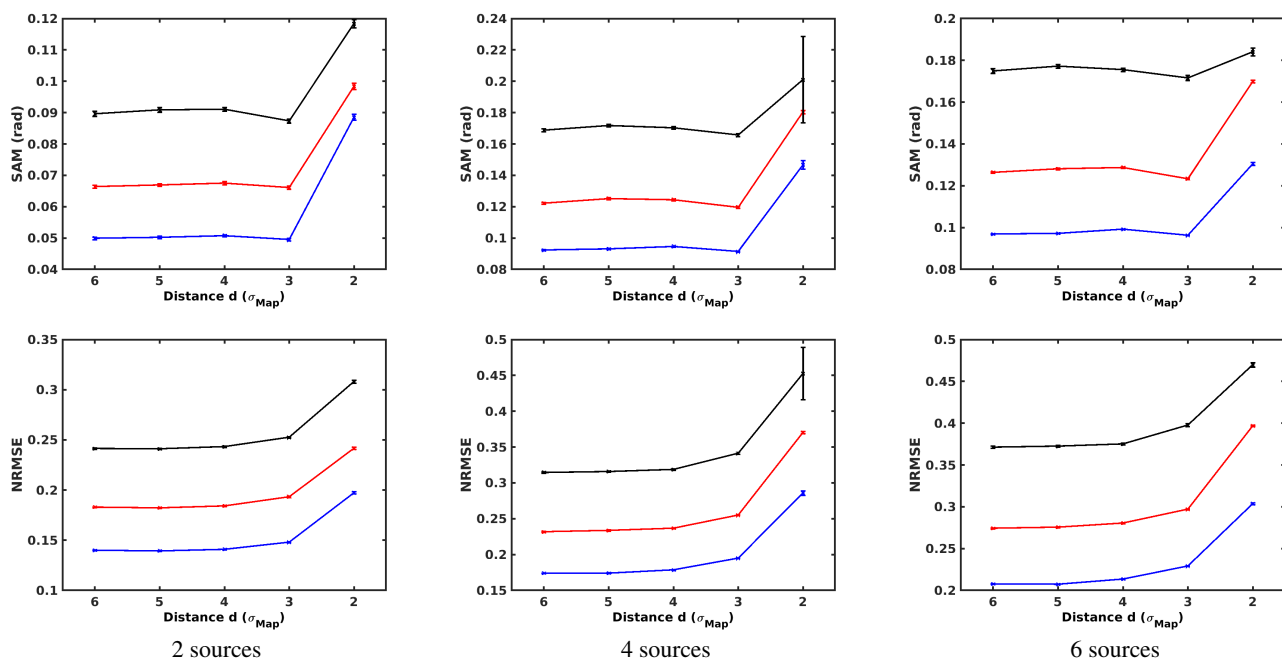 0.12
0.11
0.1
0.09
0.08
0.07
0.06
0.05
0.04
SAM (rad)
6 5 4 3 2
Distance d (σMap)
0.24
0.22
0.2
0.18
0.16
0.14
0.12
0.1
0.08
SAM (rad)
6 5 4 3 2
Distance d (σMap)
0.2
0.18
0.16
0.14
0.12
0.1
0.08
SAM (rad)
6 5 4 3 2
Distance d (σMap)
0.35
0.3
0.25
0.2
0.15
0.1
NRMSE
6 5 4 3 2
Distance d (σMap)
2 sources
0.5
0.45
0.4
0.35
0.3
0.25
0.2
0.15
NRMSE
6 5 4 3 2
Distance d (σMap)
4 sources
0.5
0.45
0.4
0.35
0.3
0.25
0.2
NRMSE
6 5 4 3 2
Distance d (σMap)
6 sources